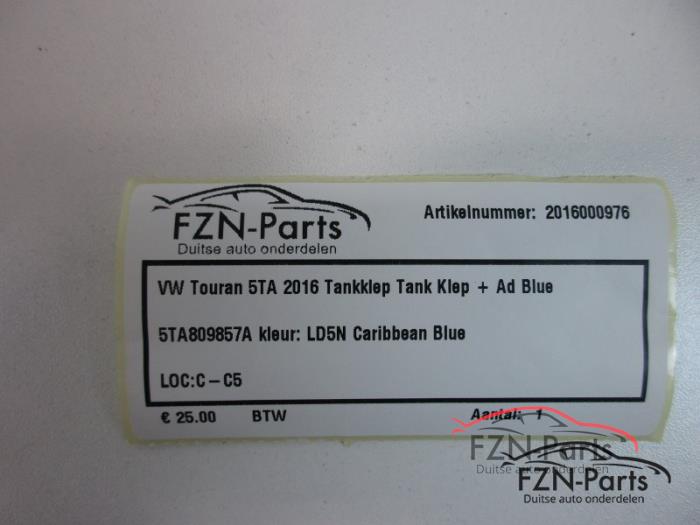 FZN-Parts
Duitse auto onderdelen
Artikelnummer: 2016000976
VW Touran 5TA 2016 Tankklep Tank Klep + Ad Blue
5TA809857A kleur: LD5N Caribbean Blue
LOC:C-C5
€ 25.00 BTW Aantal: 1
FZN-Parts
Duitse auto onderdelen
FZN-Parts
Duitse auto onderdelen